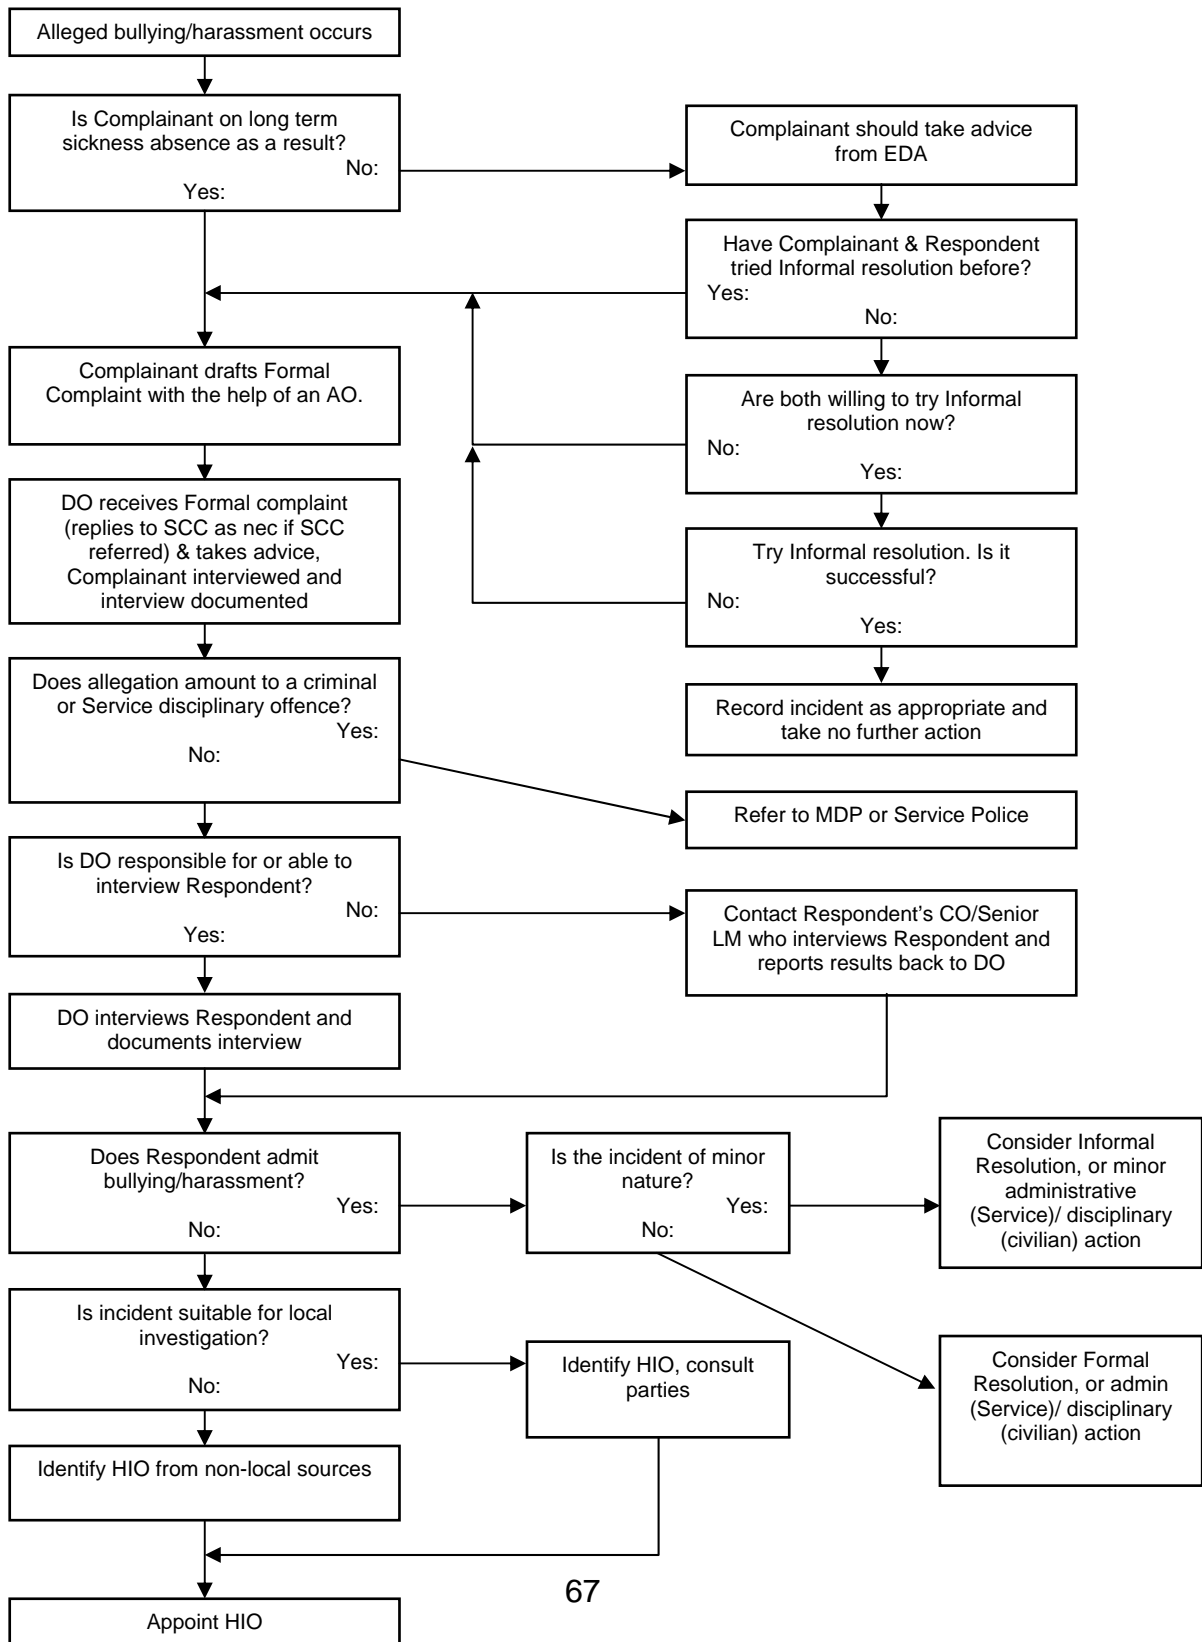 Alleged bullying/harassment occurs
Is Complainant on long term
sickness absence as a result?
No:
Yes:
Complainant should take advice
from EDA
Have Complainant & Respondent
tried Informal resolution before?
Yes:
No:
Complainant drafts Formal
Complaint with the help of an AO.
Are both willing to try Informal
resolution now?
No:
Yes:
DO receives Formal complaint
(replies to SCC as nec if SCC
referred) & takes advice,
Complainant interviewed and
interview documented
Try Informal resolution. Is it
successful?
No:
Yes:
Does allegation amount to a criminal
or Service disciplinary offence?
Yes:
No:
Record incident as appropriate and
take no further action
Refer to MDP or Service Police
Is DO responsible for or able to
interview Respondent?
No:
Yes:
Contact Respondent's CO/Senior
LM who interviews Respondent and
reports results back to DO
DO interviews Respondent and
documents interview
Does Respondent admit
bullying/harassment?
Yes:
No:
Is the incident of minor
nature?
Yes:
No:
Consider Informal
Resolution, or minor
administrative
(Service)/ disciplinary
(civilian) action
Is incident suitable for local
investigation?
Yes:
No:
Identify HIO, consult
parties
Consider Formal
Resolution, or admin
(Service)/ disciplinary
(civilian) action
Identify HIO from non-local sources
Appoint HIO
67